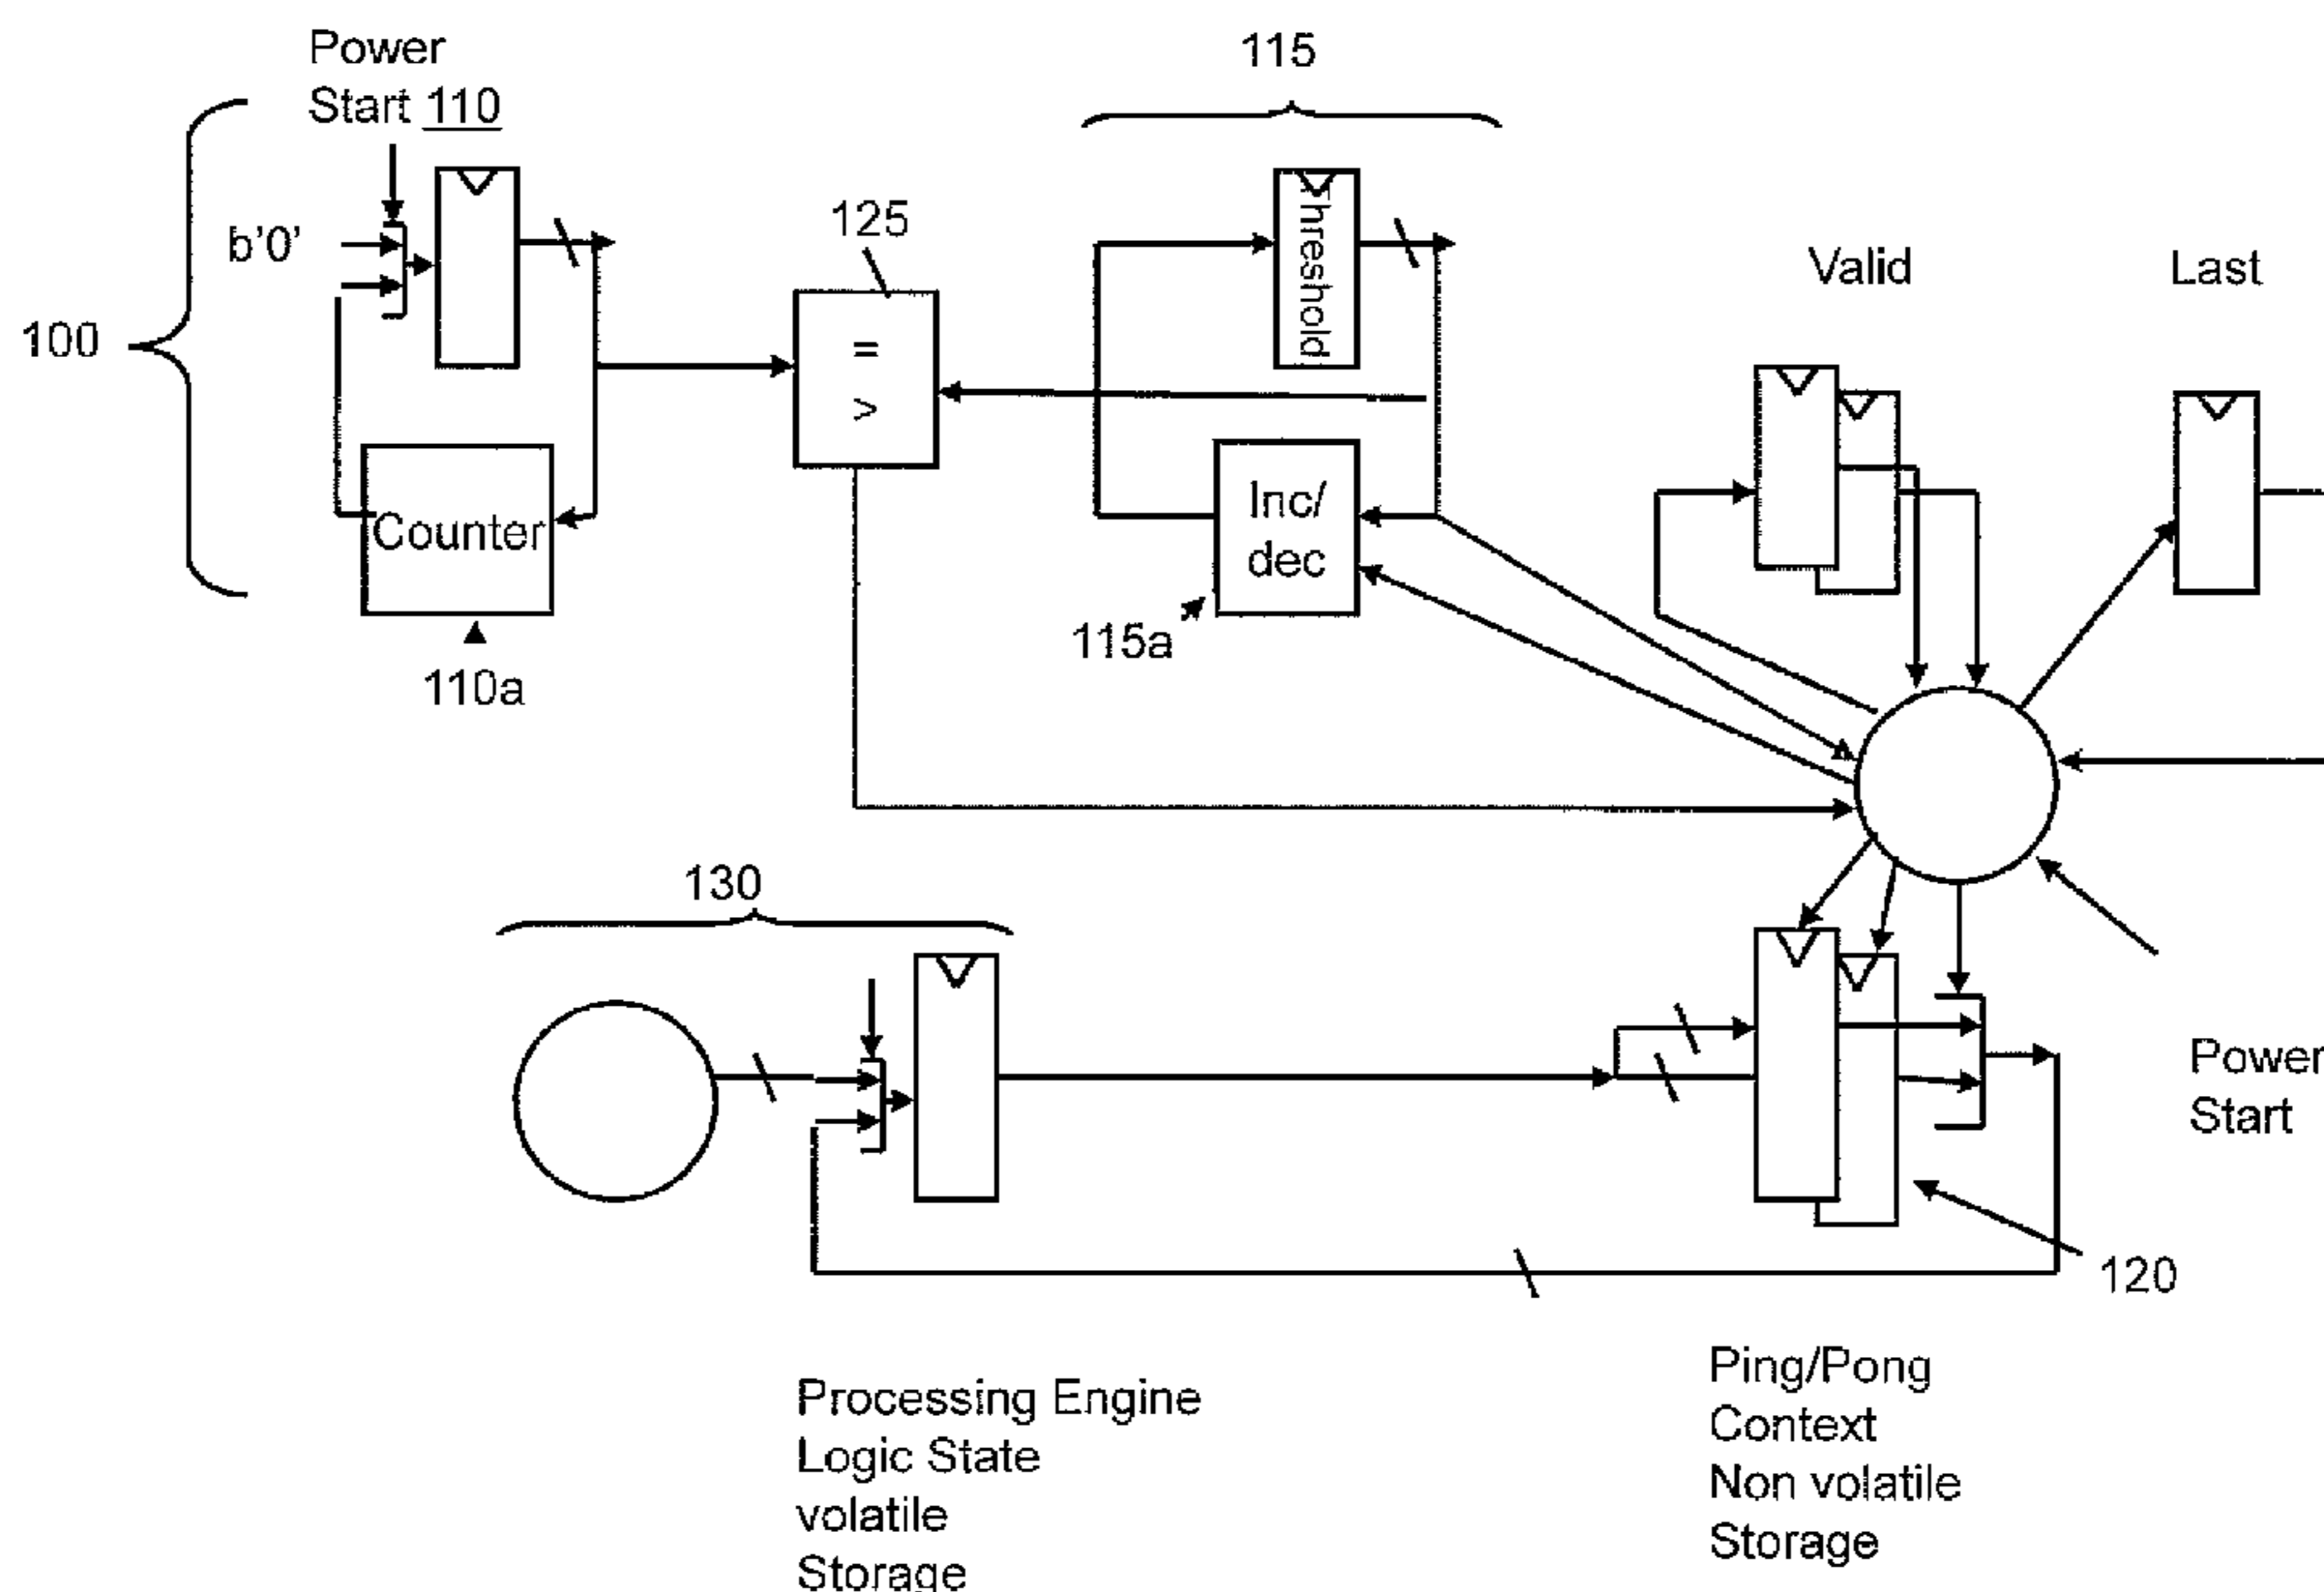 Power
Start 110
115
b'0'
125
Threshold
Valid
Last
100
=
>
Counter
Inc/
dec
115a
110a
130
Power
Start
120
Ping/Pong
Context
Non volatile
Storage
Processing Engine
Logic State
volatile
Storage